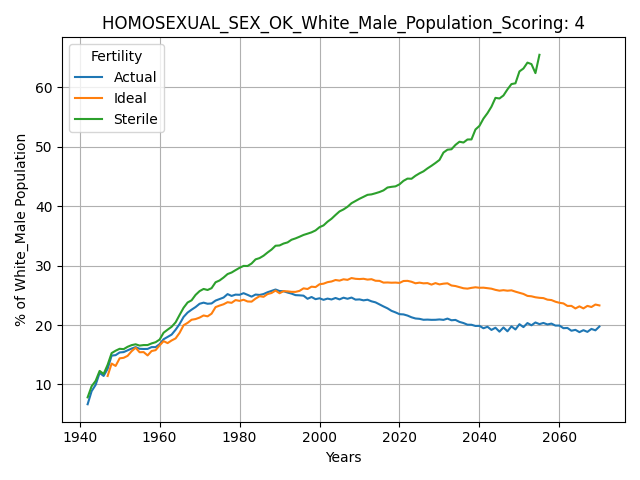 HOMOSEXUAL_SEX_OK_White_Male_Population_Scoring: 4
Fertility
Actual
Ideal
Sterile
% of White_Male Population
60
50
40
30
20
10
1940 1960 1980 2000 2020 2040 2060
Years